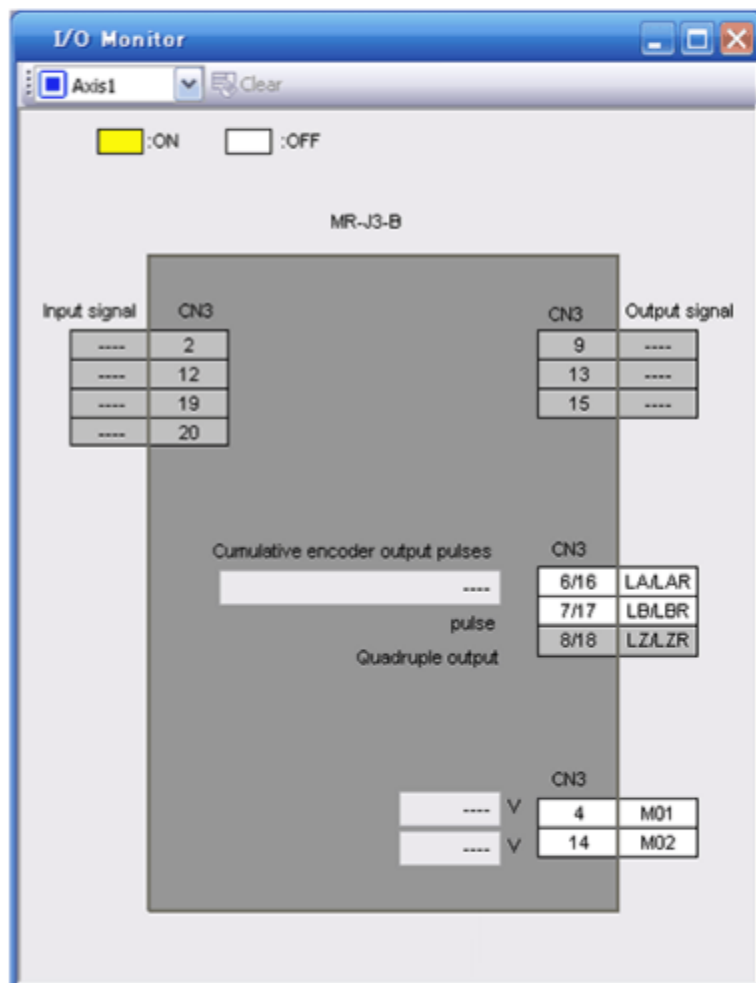 I/O Monitor
Axis1 Clear
:ON :OFF
MR-J3-B
Input signal CN3 CN3 Output signal
---- 2 9 ----
---- 12 13 ----
---- 19 15 ----
---- 20
Cumulative encoder output pulses CN3
---- 6/16 LA/LAR
7/17 LB/LBR
pulse
8/18 LZ/LZR
Quadruple output
CN3
---- V 4 M01
---- V 14 M02